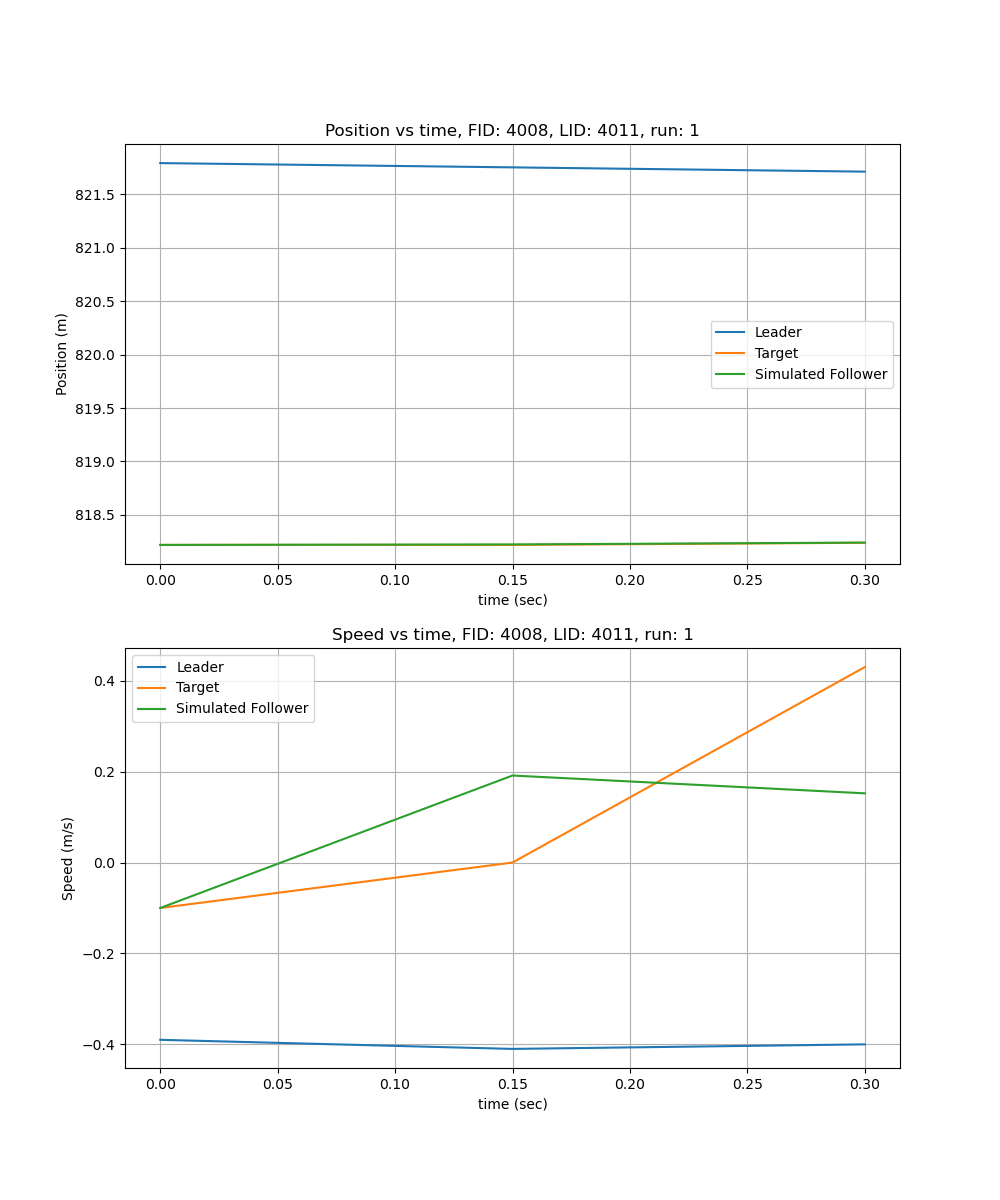 Position vs time, FID: 4008, LID: 4011, run: 1
Position (m)
821.5
821.0
820.5
820.0
819.5
819.0
818.5
Leader
Target
Simulated Follower
0.00 0.05 0.10 0.15 0.20 0.25 0.30
time (sec)
Speed vs time, FID: 4008, LID: 4011, run: 1
Speed (m/s)
Leader
Target
Simulated Follower
0.4
0.2
0.0
−0.2
−0.4
0.00 0.05 0.10 0.15 0.20 0.25 0.30
time (sec)